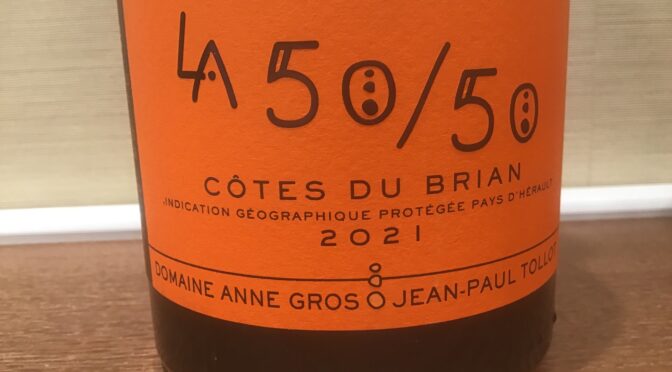 LA 50/50
CÔTES DU BRIAN
INDICATION GÉOGRAPHIQUE PROTÉGÉE PAYS D'HÉRAULT
2021
DOMAINE ANNE GROS & JEAN-PAUL TOLLOT